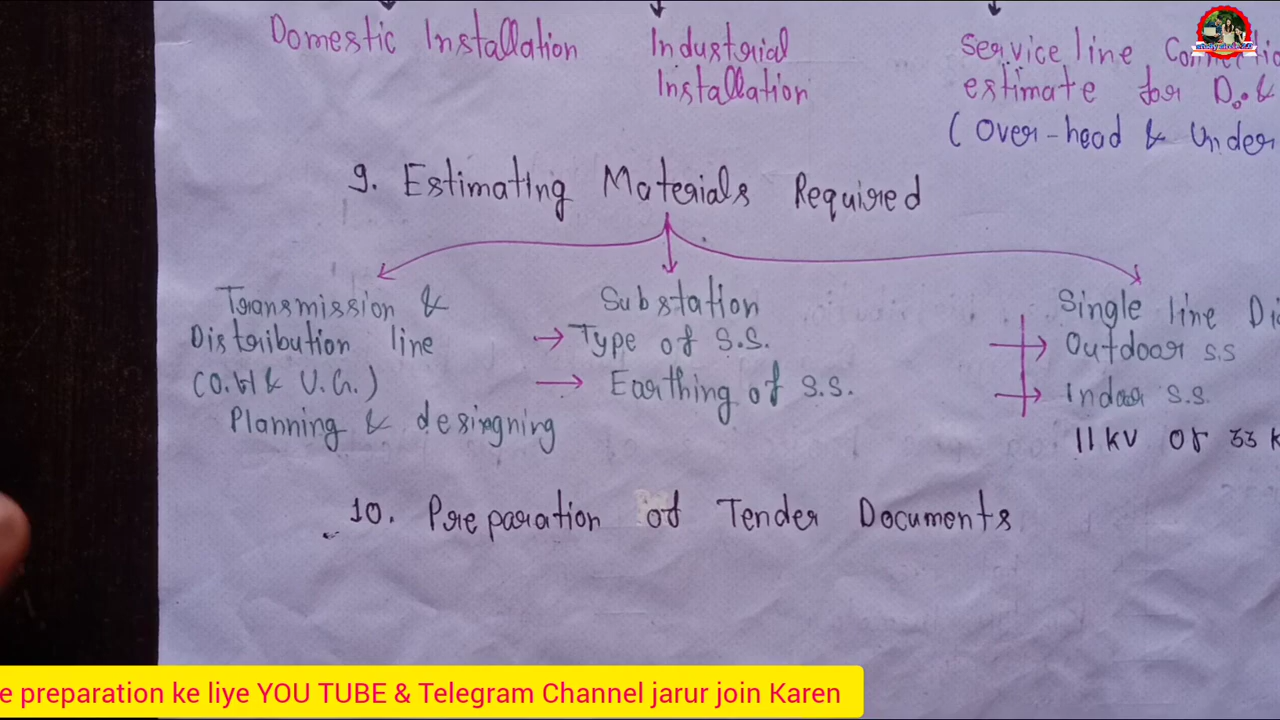 Domestic Installation
Industrial
Installation
Service line
estimate for D. &
(Over-head & Under
9. Estimating Materials Required
Transmission &
Distribution line
(O.H & U.G.)
Planning & desingning
Substation
→ Type of S.S.
→ Earthing of S.S.
Single line
→ Outdoor s.s
→ Indoor s.s.
11 kv or 33 k
10. Preparation of Tender Documents
e preparation ke liye YOU TUBE & Telegram Channel jarur join Karen